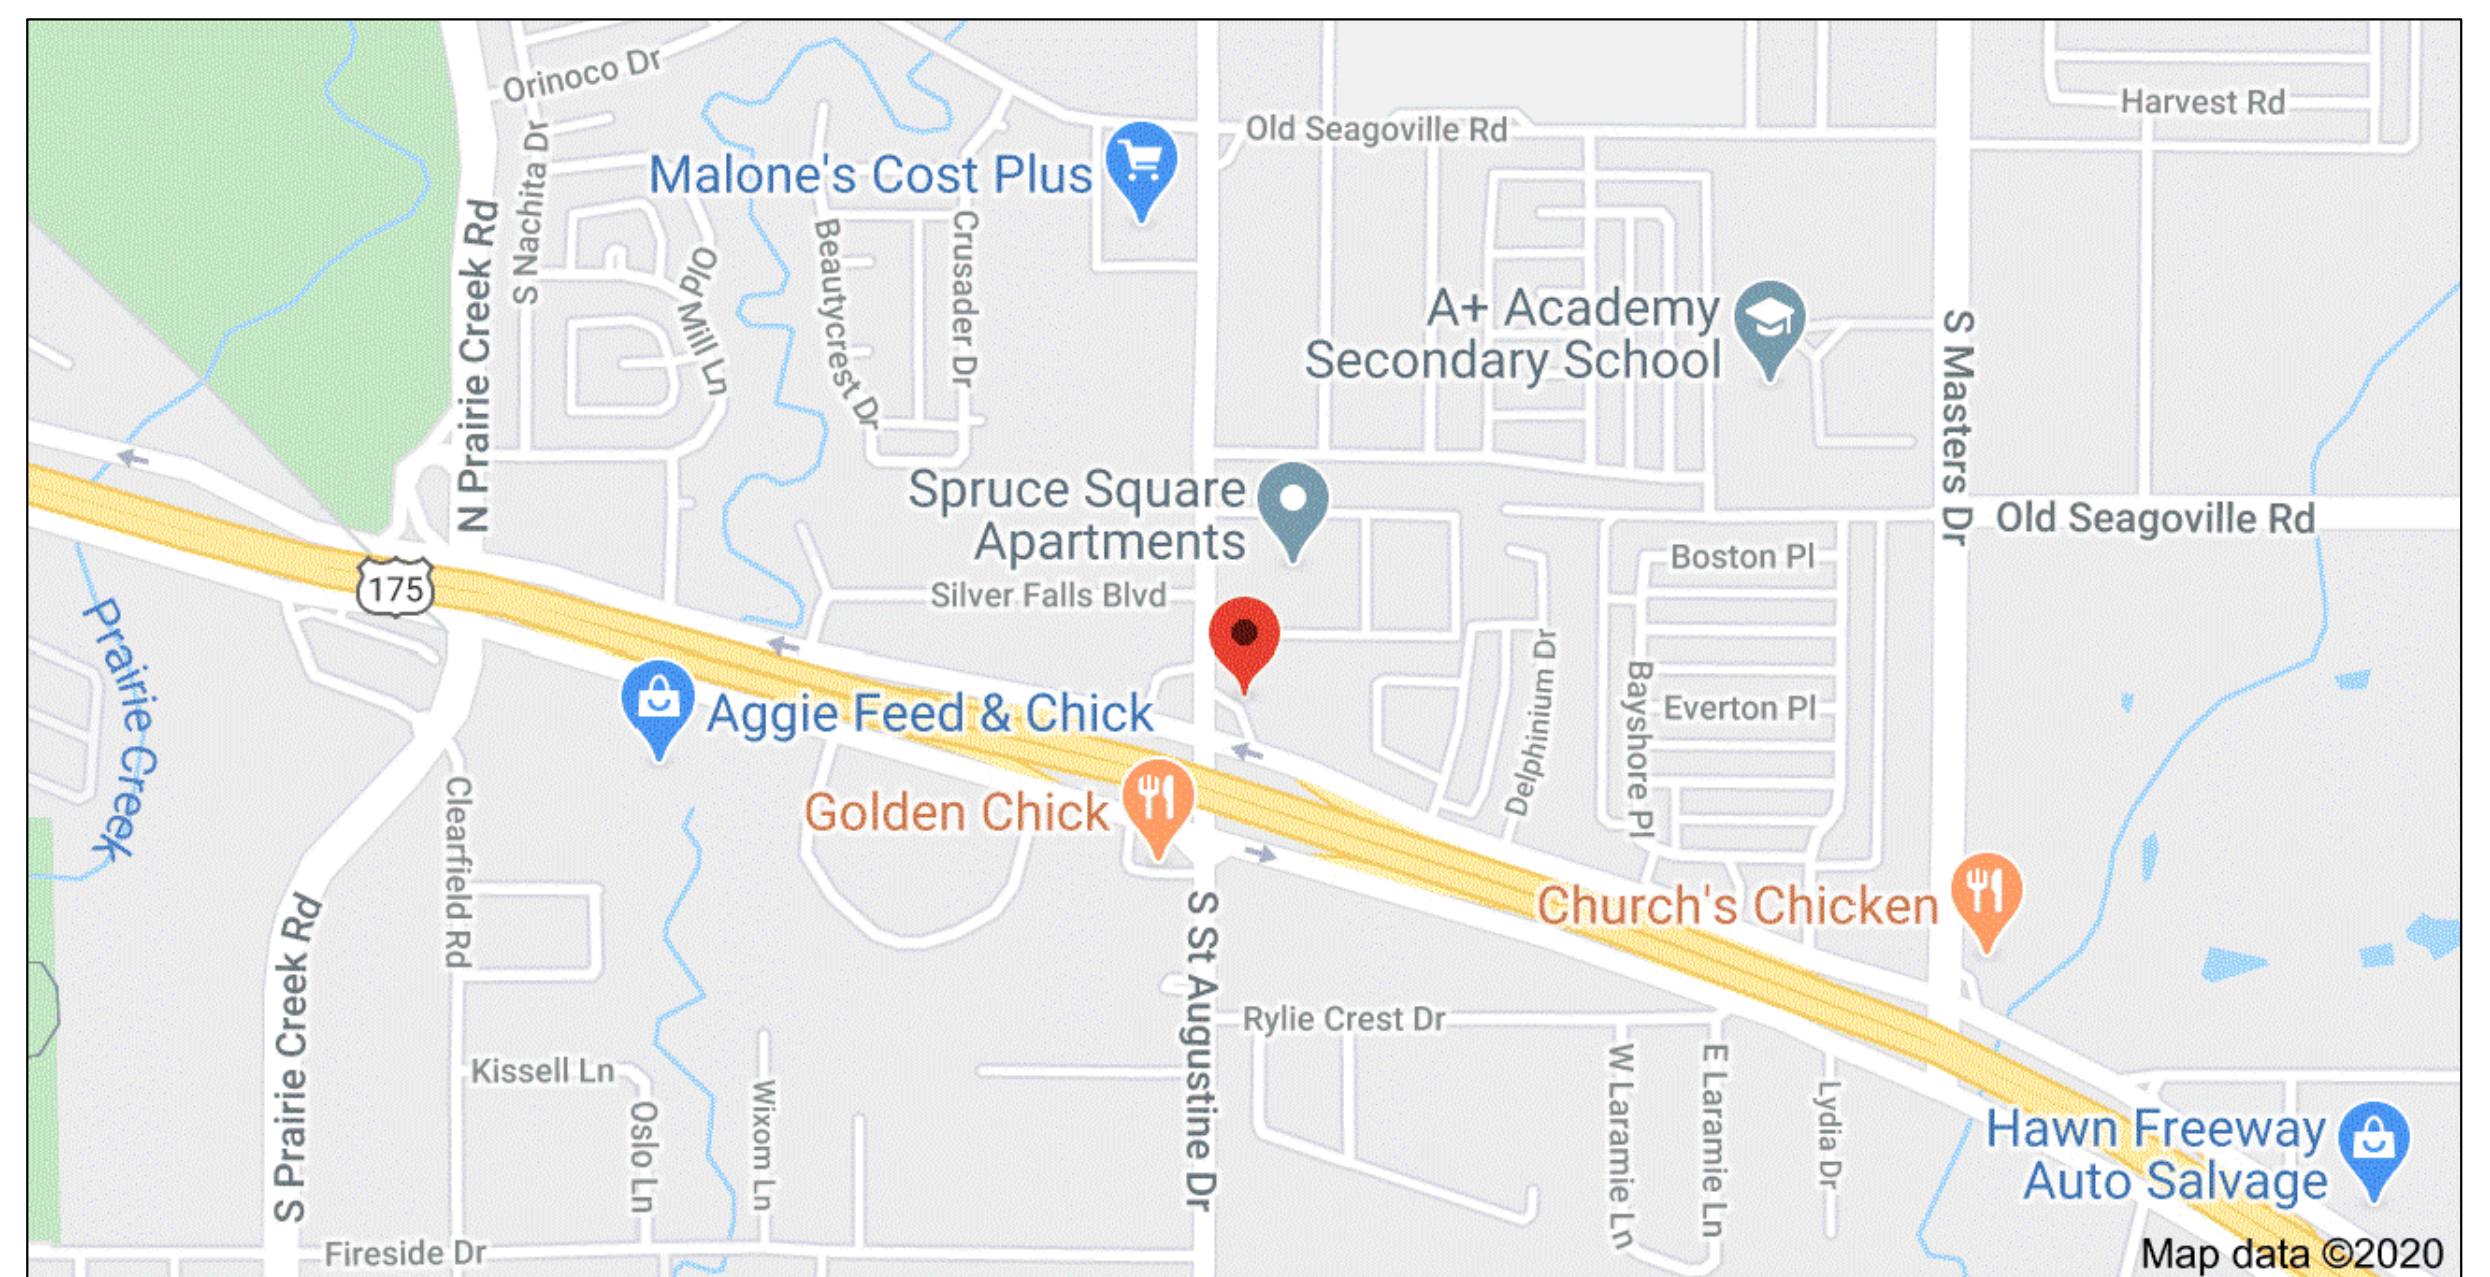 Orinoco Dr
Harvest Rd
Old Seagoville Rd
Malone's Cost Plus
S Nachita Dr
N Prairie Creek Rd
Old Mill Ln
Beautycrest Dr
Crusader Dr
A+ Academy
Secondary School
S Masters Dr
Spruce Square
Apartments
Old Seagoville Rd
Boston Pl
175
Silver Falls Blvd
Prairie Creek
Aggie Feed & Chick
Delphinium Dr
Bayshore Pl
Everton Pl
Golden Chick
Clearfield Rd
Church's Chicken
S Prairie Creek Rd
S St Augustine Dr
Rylie Crest Dr
Kissell Ln
Oslo Ln
Wixom Ln
W Laramie Ln
E Laramie Ln
Lydia Dr
Hawn Freeway
Auto Salvage
Fireside Dr
Map data ©2020